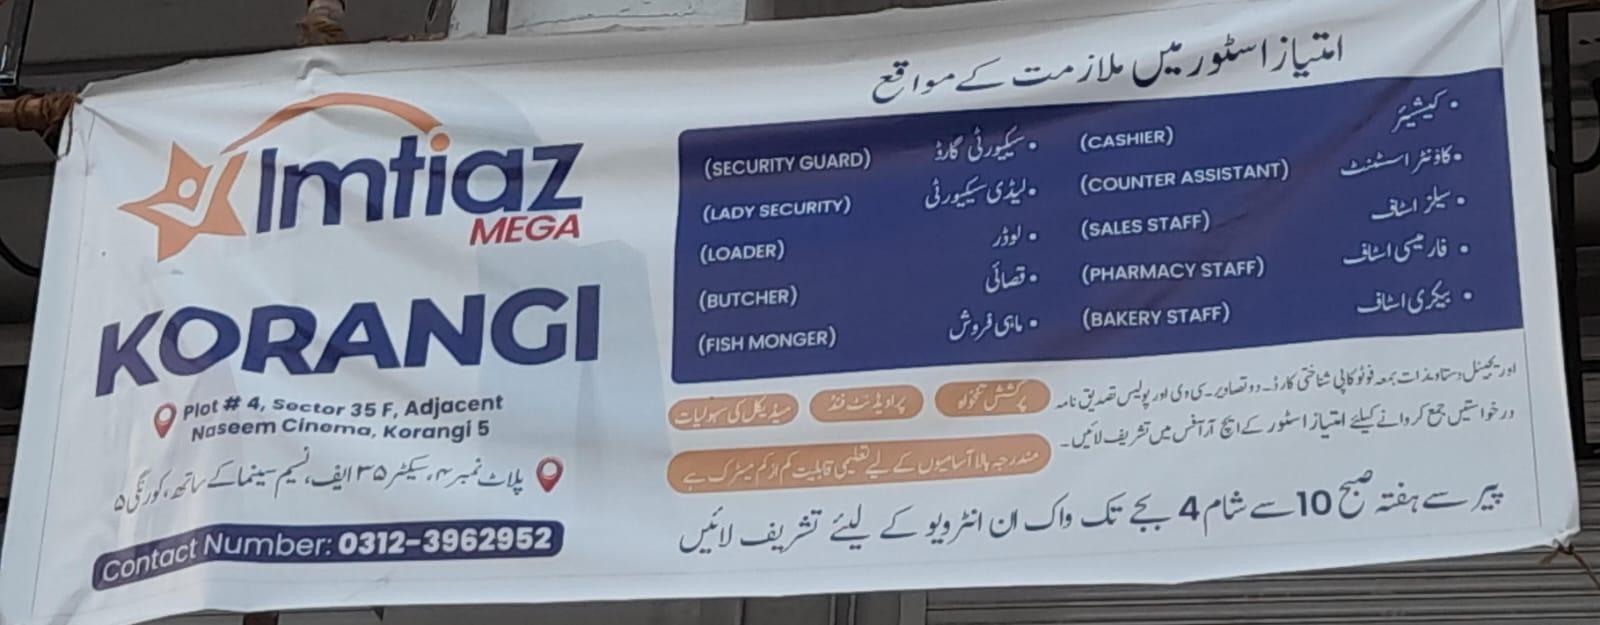 Imtiaz
MEGA
KORANGI
Plot # 4, Sector 35 F, Adjacent
Naseem Cinema, Korangi 5
پلاٹ نمبر ۴، سیکٹر ۳۵ ایف، نسیم سینما کے ساتھ، کورنگی ۵
Contact Number: 0312-3962952
امتیاز اسٹور میں ملازمت کے مواقع
• کیشیئر (CASHIER)
• کاؤنٹر اسسٹنٹ (COUNTER ASSISTANT)
• سیلز اسٹاف (SALES STAFF)
• فارمیسی اسٹاف (PHARMACY STAFF)
• بیکری اسٹاف (BAKERY STAFF)
• سیکیورٹی گارڈ (SECURITY GUARD)
• لیڈی سیکیورٹی (LADY SECURITY)
• لوڈر (LOADER)
• قصائی (BUTCHER)
• ماہی فروش (FISH MONGER)
اوریجینل دستاویزات بمعہ فوٹو کاپی شناختی کارڈ۔ دو تصاویر۔ سی وی اور پولیس تصدیق نامہ
درخواستیں جمع کروانے کیلئے امتیاز اسٹور کے ایچ آر آفس میں تشریف لائیں۔
پرکشش تنخواہ
پراویڈنٹ فنڈ
میڈیکل کی سہولیات
مندرجہ بالا آسامیوں کے لیے تعلیمی قابلیت کم از کم میٹرک ہے
پیر سے ہفتہ صبح 10 سے شام 4 بجے تک واک ان انٹرویو کے لیئے تشریف لائیں